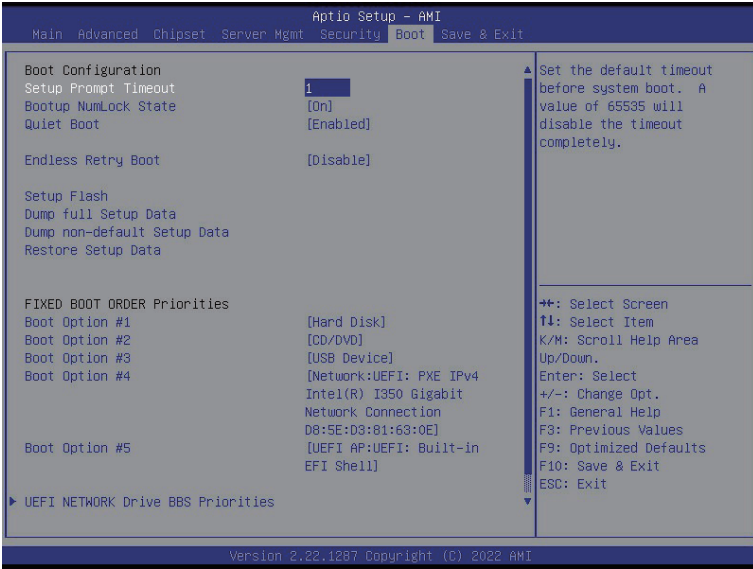 Aptio Setup - AMI
Main Advanced Chipset Server Mgmt Security Boot Save & Exit
Boot Configuration
Setup Prompt Timeout 1
Bootup NumLock State [On]
Quiet Boot [Enabled]
Endless Retry Boot [Disable]
Setup Flash
Dump full Setup Data
Dump non-default Setup Data
Restore Setup Data
FIXED BOOT ORDER Priorities
Boot Option #1 [Hard Disk]
Boot Option #2 [CD/DVD]
Boot Option #3 [USB Device]
Boot Option #4 [Network:UEFI: PXE IPv4
Intel(R) I350 Gigabit
Network Connection
D8:5E:D3:81:63:0E]
Boot Option #5 [UEFI AP:UEFI: Built-in
EFI Shell]
UEFI NETWORK Drive BBS Priorities
Set the default timeout
before system boot. A
value of 65535 will
disable the timeout
completely.
→←: Select Screen
↑↓: Select Item
K/M: Scroll Help Area
Up/Down.
Enter: Select
+/-: Change Opt.
F1: General Help
F3: Previous Values
F9: Optimized Defaults
F10: Save & Exit
ESC: Exit
Version 2.22.1287 Copyright (C) 2022 AMI